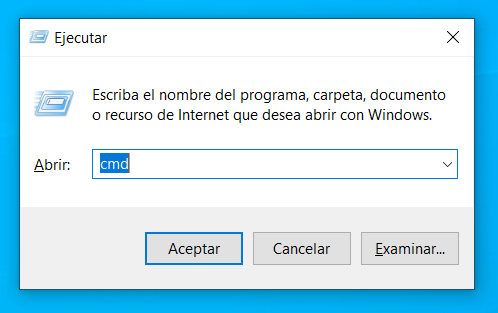 Ejecutar
Escriba el nombre del programa, carpeta, documento
o recurso de Internet que desea abrir con Windows.
Abrir: cmd
Aceptar Cancelar Examinar...